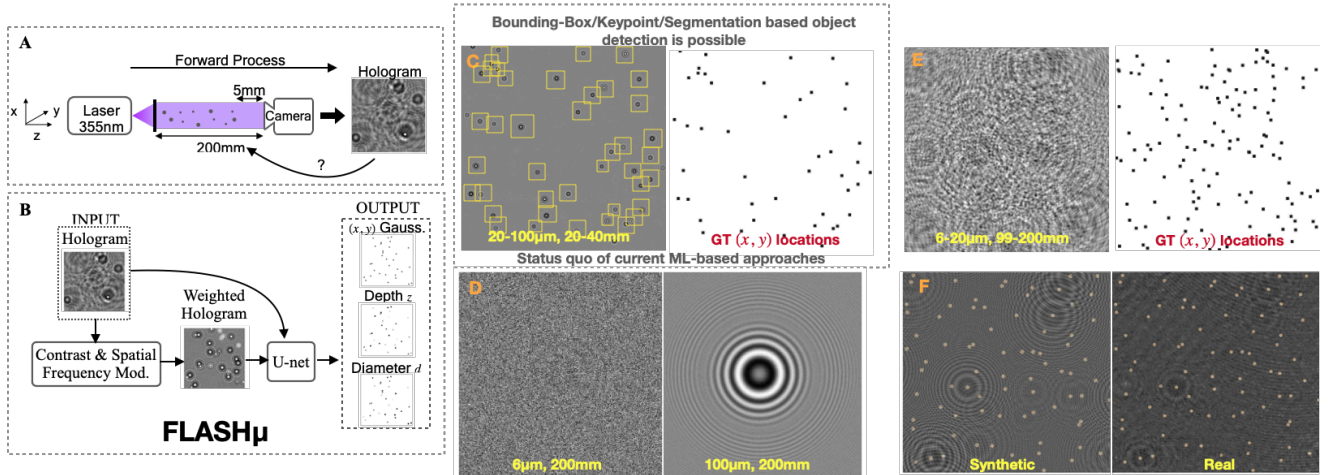 A
Forward Process
Hologram
5mm
x
y
z
Laser
355nm
Camera
200mm
?
B
INPUT
Hologram
Weighted
Hologram
Contrast & Spatial
Frequency Mod.
U-net
OUTPUT
(x, y) Gauss.
Depth z
Diameter d
FLASHμ
Bounding-Box/Keypoint/Segmentation based object
detection is possible
C
20-100μm, 20-40mm
GT (x, y) locations
Status quo of current ML-based approaches
D
6μm, 200mm
100μm, 200mm
E
6-20μm, 99-200mm
GT (x, y) locations
F
Synthetic
Real